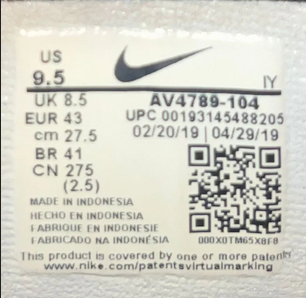 US
9.5
IY
UK 8.5
AV4789-104
EUR 43
UPC 00193145488205
cm 27.5
02/20/19 04/29/19
BR 41
CN 275
(2.5)
MADE IN INDONESIA
HECHO EN INDONESIA
FABRIQUE EN INDONESIE
FABRICADO NA INDONÉSIA
000X0TM65X8F8
This product is covered by one or more patents
www.nike.com/patentsvirtualmarking